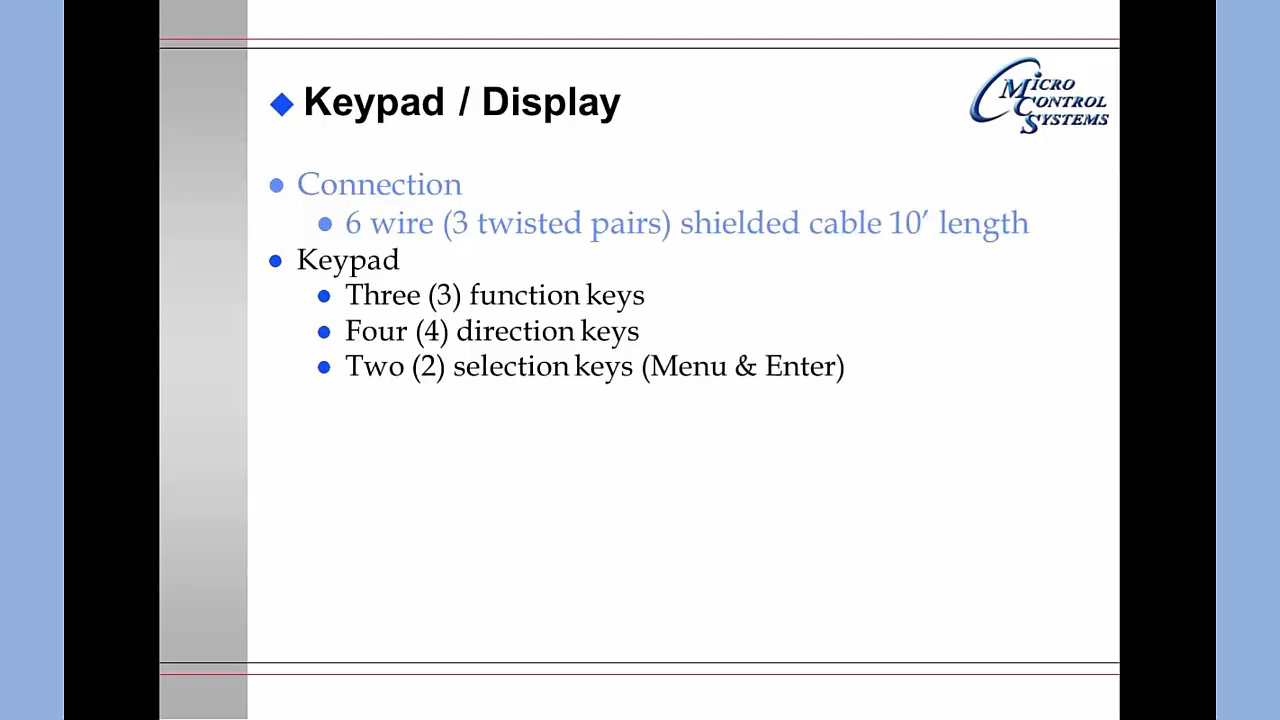 Keypad / Display
MICRO
CONTROL
SYSTEMS
Connection
6 wire (3 twisted pairs) shielded cable 10’ length
Keypad
Three (3) function keys
Four (4) direction keys
Two (2) selection keys (Menu & Enter)